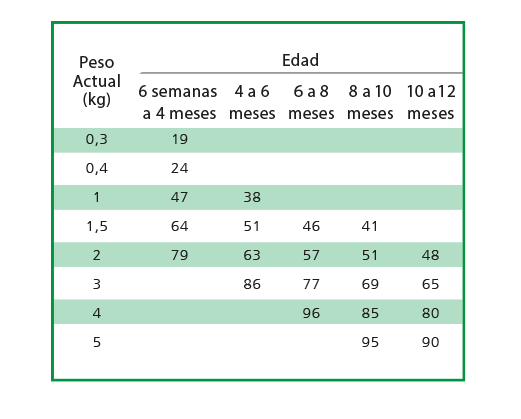 Peso Actual (kg) Edad
6 semanas a 4 meses 4 a 6 meses 6 a 8 meses 8 a 10 meses 10 a12 meses
0,3 19
0,4 24
1 47 38
1,5 64 51 46 41
2 79 63 57 51 48
3 86 77 69 65
4 96 85 80
5 95 90